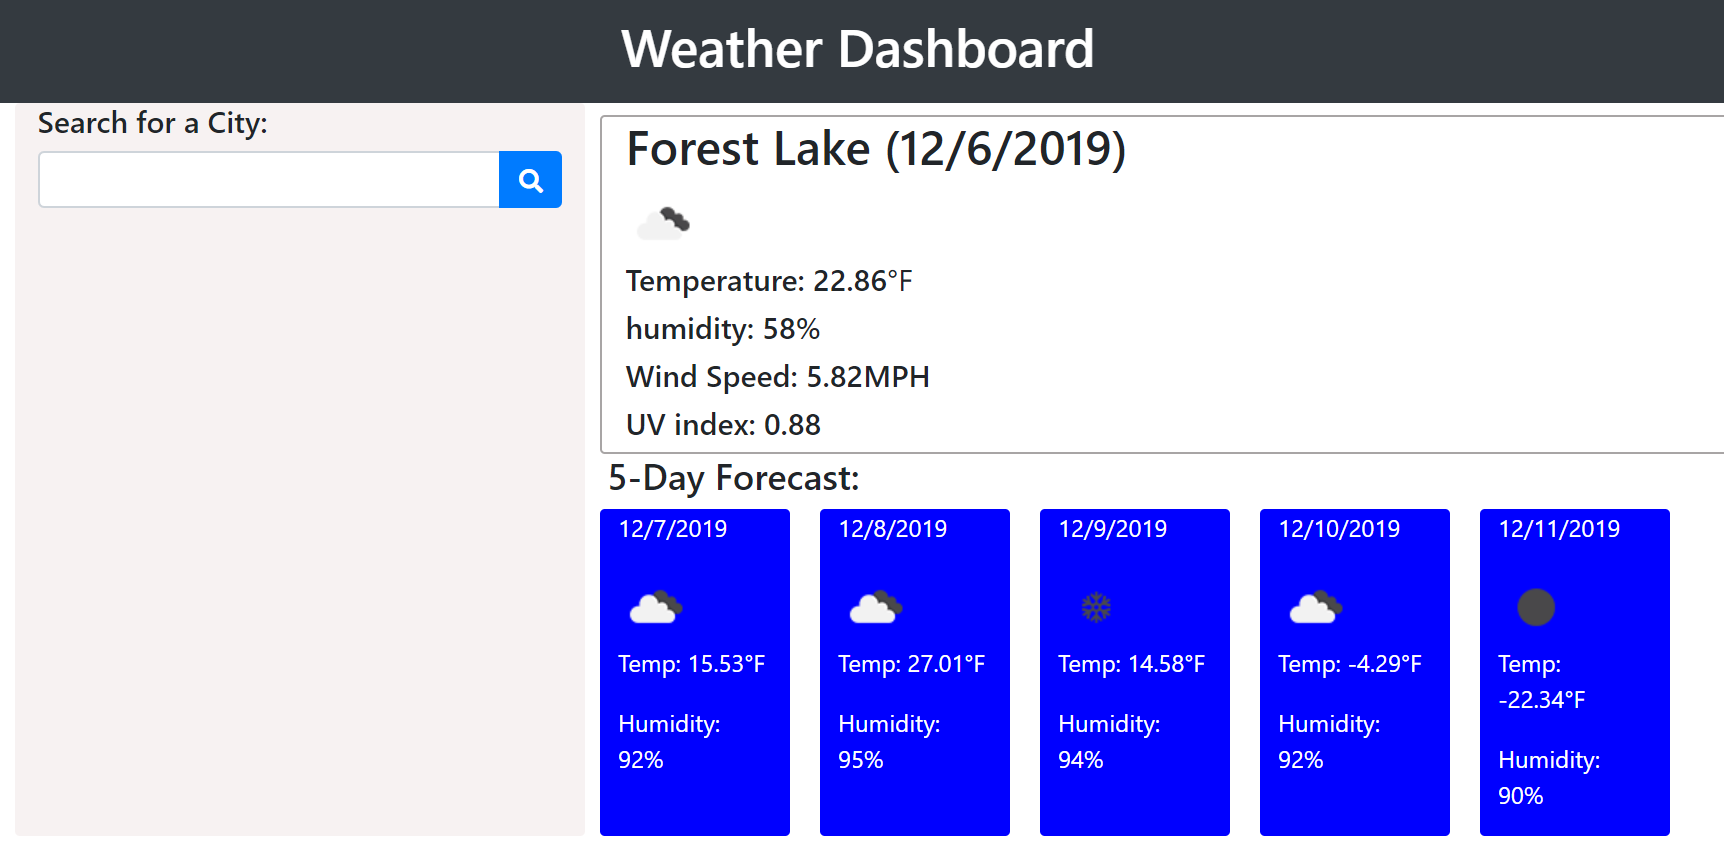 Weather Dashboard
Search for a City:
Forest Lake (12/6/2019)
Temperature: 22.86°F
humidity: 58%
Wind Speed: 5.82MPH
UV index: 0.88
5-Day Forecast:
12/7/2019
Temp: 15.53°F
Humidity:
92%
12/8/2019
Temp: 27.01°F
Humidity:
95%
12/9/2019
Temp: 14.58°F
Humidity:
94%
12/10/2019
Temp: -4.29°F
Humidity:
92%
12/11/2019
Temp:
-22.34°F
Humidity:
90%